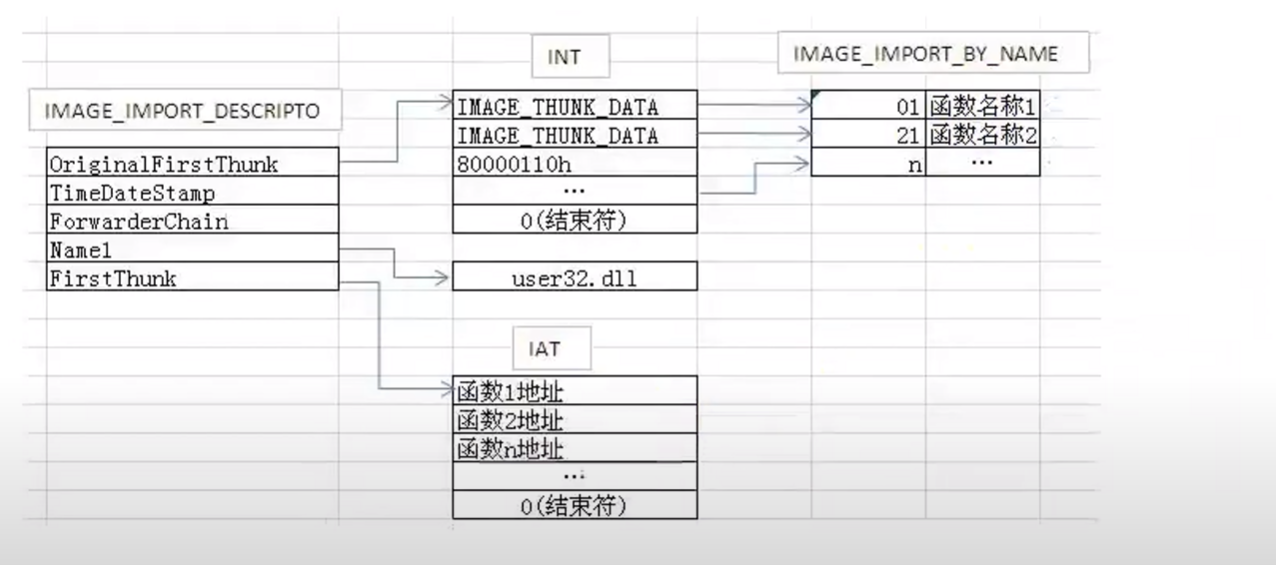 INT
IMAGE_IMPORT_BY_NAME
IMAGE_IMPORT_DESCRIPTO
IMAGE_THUNK_DATA
01 函数名称1
IMAGE_THUNK_DATA
21 函数名称2
OriginalFirstThunk
80000110h
n …
TimeDateStamp
…
ForwarderChain
0(结束符)
Name1
FirstThunk
user32.dll
IAT
函数1地址
函数2地址
函数n地址
…
0(结束符)